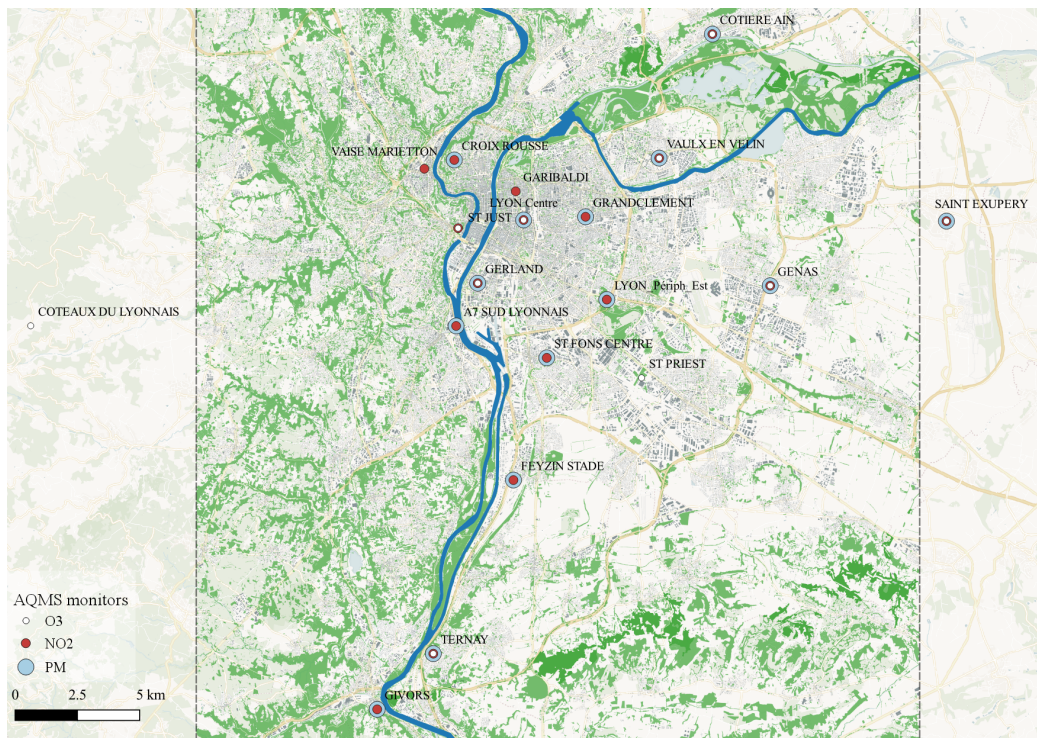 COTIERE AIN
VAISE MARIETTON
CROIX ROUSSE
VAULX EN VELIN
GARIBALDI
LYON Centre
GRANDCLEMENT
ST JUST
SAINT EXUPERY
GERLAND
GENAS
LYON_Périph_Est
COTEAUX DU LYONNAIS
A7 SUD LYONNAIS
ST FONS CENTRE
ST PRIEST
FEYZIN STADE
TERNAY
GIVORS
AQMS monitors
O3
NO2
PM
0 2.5 5 km